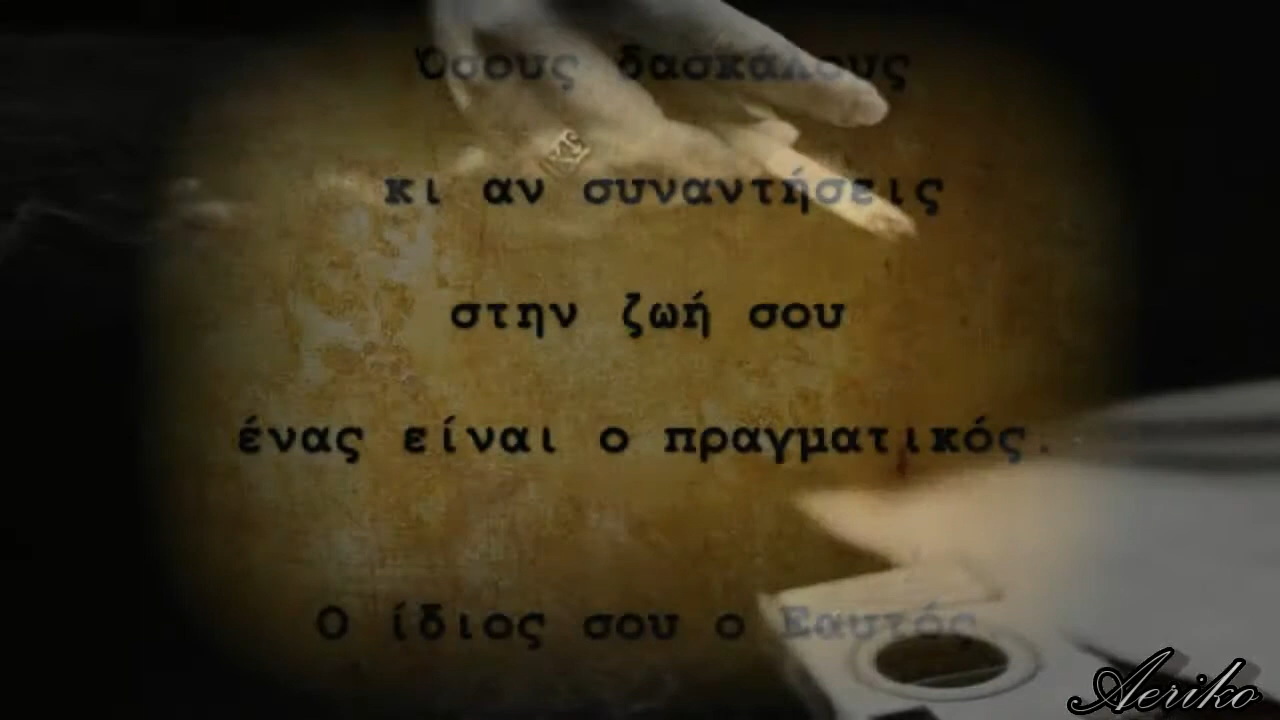 Όσους δασκάλους
κι αν συναντήσεις
στην ζωή σου
ένας είναι ο πραγματικός.
Ο ίδιος σου ο Εαυτός
Aeriko